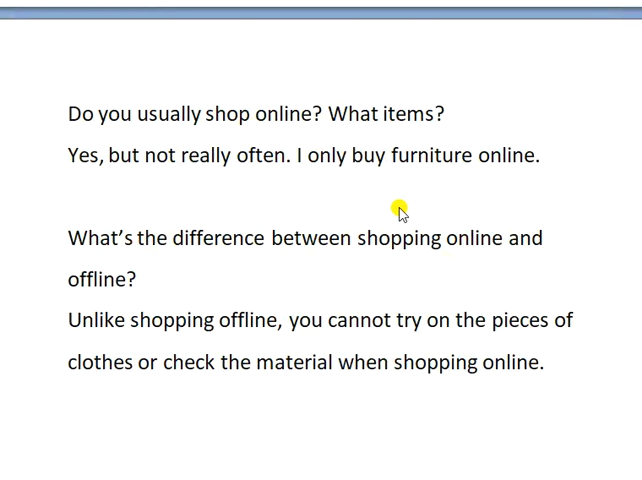 Do you usually shop online? What items?
Yes, but not really often. I only buy furniture online.
What's the difference between shopping online and
offline?
Unlike shopping offline, you cannot try on the pieces of
clothes or check the material when shopping online.